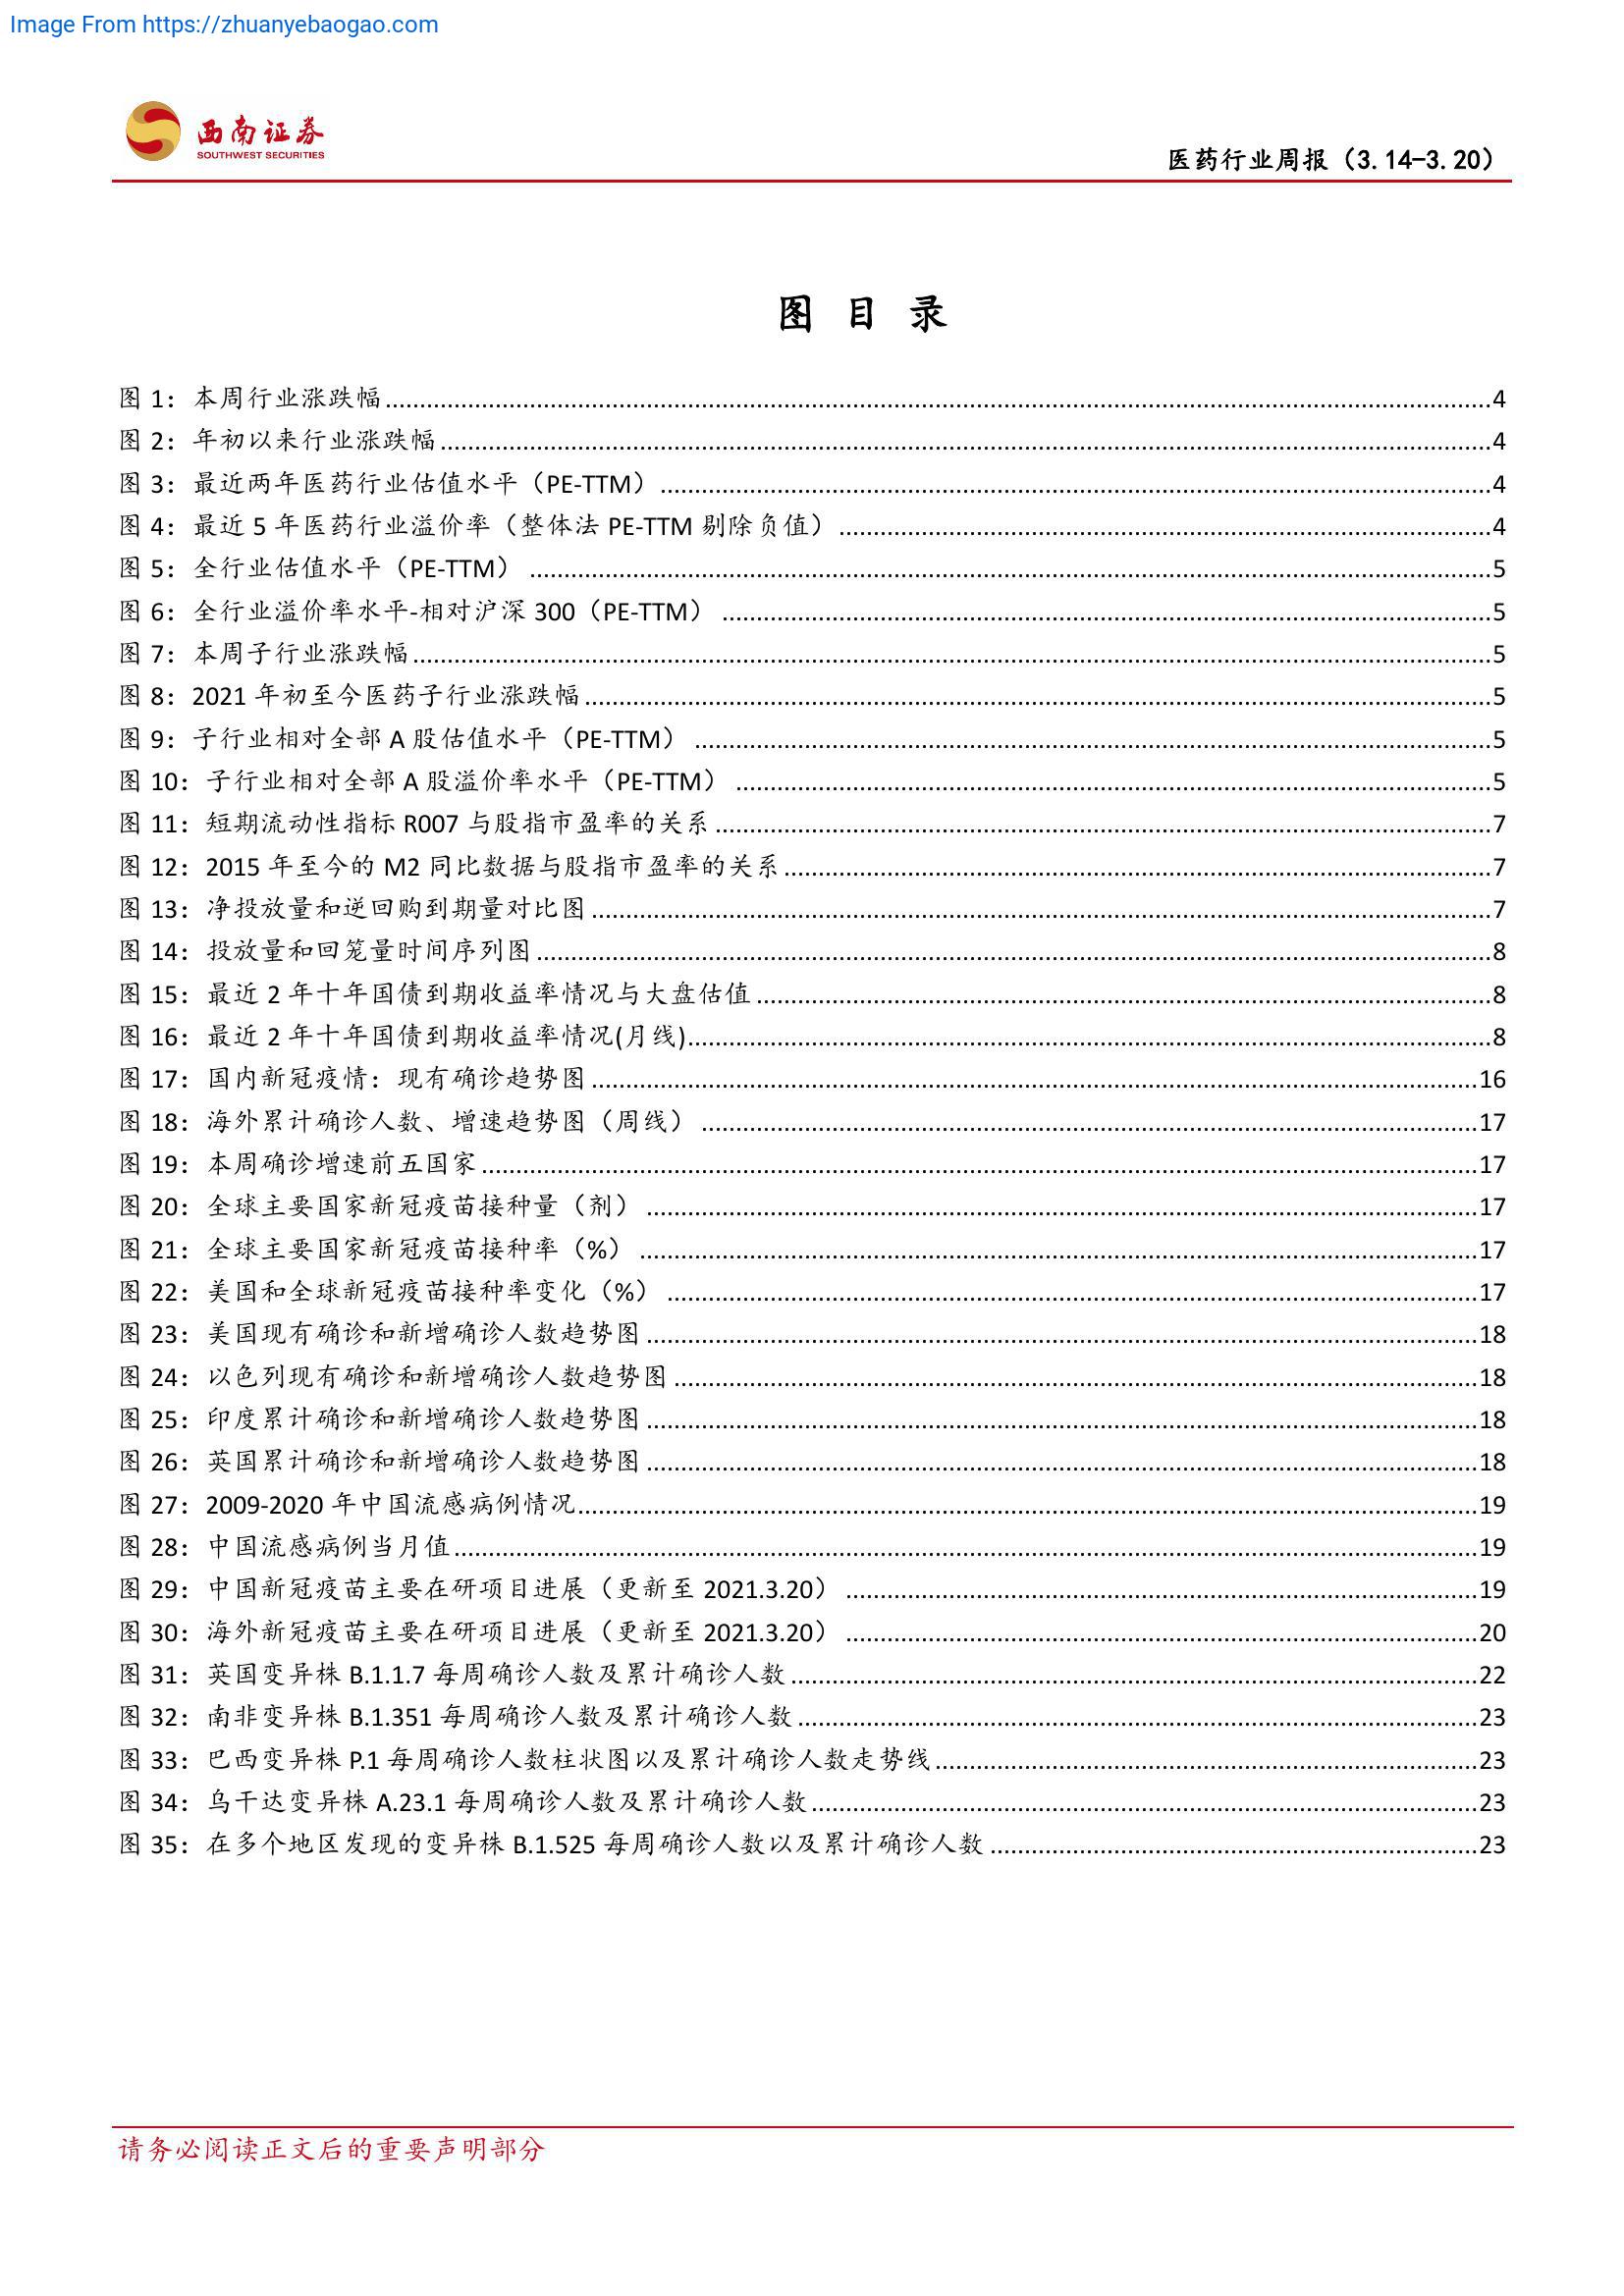 Image From https://zhuanyebaogao.com
西南证券
SOUTHWEST SECURITIES
医药行业周报（3.14-3.20）
图 目 录
图 1：本周行业涨跌幅........................................4
图 2：年初以来行业涨跌幅........................................4
图 3：最近两年医药行业估值水平（PE-TTM）........................................4
图 4：最近 5 年医药行业溢价率（整体法 PE-TTM 剔除负值）........................................4
图 5：全行业估值水平（PE-TTM）........................................5
图 6：全行业溢价率水平-相对沪深 300（PE-TTM）........................................5
图 7：本周子行业涨跌幅........................................5
图 8：2021 年初至今医药子行业涨跌幅........................................5
图 9：子行业相对全部 A 股估值水平（PE-TTM）........................................5
图 10：子行业相对全部 A 股溢价率水平（PE-TTM）........................................5
图 11：短期流动性指标 R007 与股指市盈率的关系........................................7
图 12：2015 年至今的 M2 同比数据与股指市盈率的关系........................................7
图 13：净投放量和逆回购到期量对比图........................................7
图 14：投放量和回笼量时间序列图........................................8
图 15：最近 2 年十年国债到期收益率情况与大盘估值........................................8
图 16：最近 2 年十年国债到期收益率情况(月线)........................................8
图 17：国内新冠疫情：现有确诊趋势图........................................16
图 18：海外累计确诊人数、增速趋势图（周线）........................................17
图 19：本周确诊增速前五国家........................................17
图 20：全球主要国家新冠疫苗接种量（剂）........................................17
图 21：全球主要国家新冠疫苗接种率（%）........................................17
图 22：美国和全球新冠疫苗接种率变化（%）........................................17
图 23：美国现有确诊和新增确诊人数趋势图........................................18
图 24：以色列现有确诊和新增确诊人数趋势图........................................18
图 25：印度累计确诊和新增确诊人数趋势图........................................18
图 26：英国累计确诊和新增确诊人数趋势图........................................18
图 27：2009-2020 年中国流感病例情况........................................19
图 28：中国流感病例当月值........................................19
图 29：中国新冠疫苗主要在研项目进展（更新至 2021.3.20）........................................19
图 30：海外新冠疫苗主要在研项目进展（更新至 2021.3.20）........................................20
图 31：英国变异株 B.1.1.7 每周确诊人数及累计确诊人数........................................22
图 32：南非变异株 B.1.351 每周确诊人数及累计确诊人数........................................23
图 33：巴西变异株 P.1 每周确诊人数柱状图以及累计确诊人数走势线........................................23
图 34：乌干达变异株 A.23.1 每周确诊人数及累计确诊人数........................................23
图 35：在多个地区发现的变异株 B.1.525 每周确诊人数以及累计确诊人数........................................23
请务必阅读正文后的重要声明部分